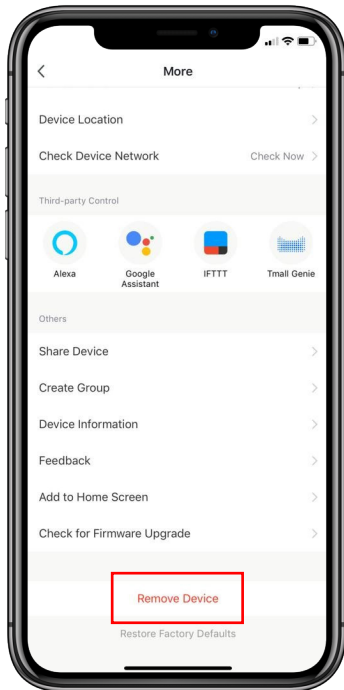 More
Device Location
Check Device Network Check Now
Third-party Control
Alexa
Google
Assistant
IFTTT
Tmall Genie
Others
Share Device
Create Group
Device Information
Feedback
Add to Home Screen
Check for Firmware Upgrade
Remove Device
Restore Factory Defaults